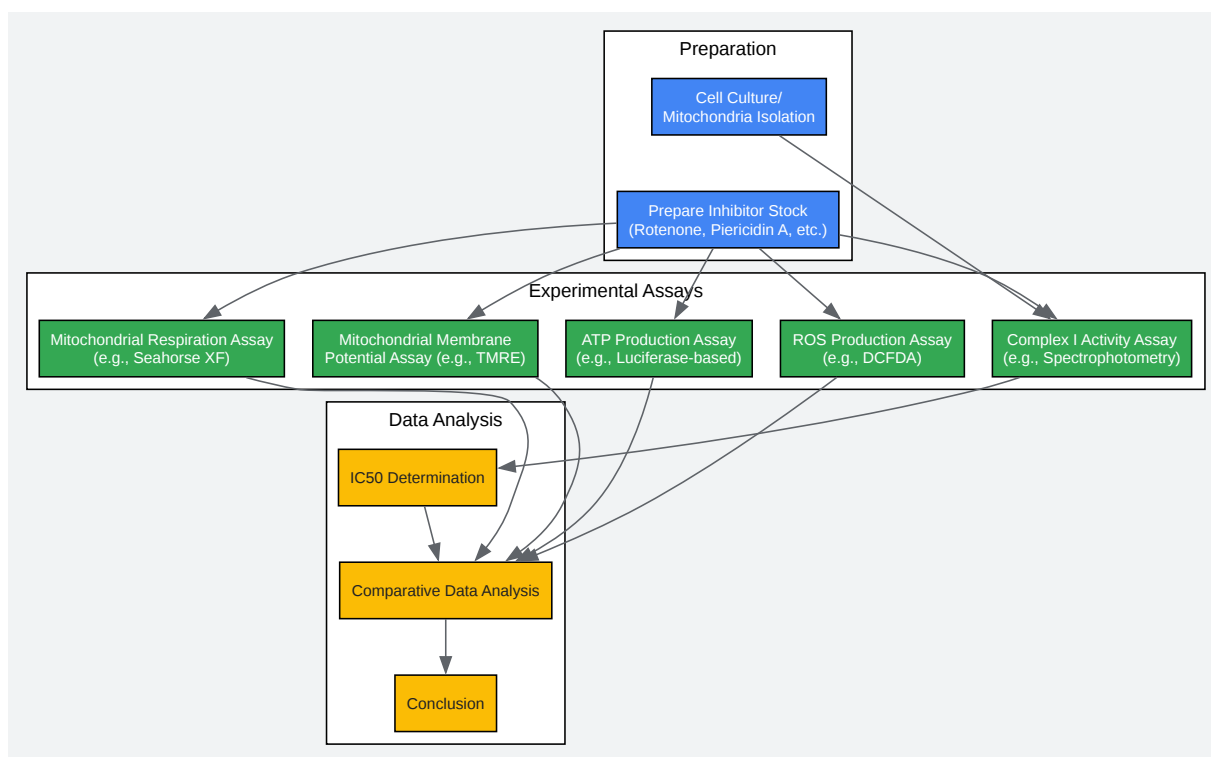 Preparation
Cell Culture/
Mitochondria Isolation
Prepare Inhibitor Stock
(Rotenone, Piericidin A, etc.)
Experimental Assays
Mitochondrial Respiration Assay
(e.g., Seahorse XF)
Mitochondrial Membrane
Potential Assay (e.g., TMRE)
ATP Production Assay
(e.g., Luciferase-based)
ROS Production Assay
(e.g., DCFDA)
Complex I Activity Assay
(e.g., Spectrophotometry)
Data Analysis
IC50 Determination
Comparative Data Analysis
Conclusion